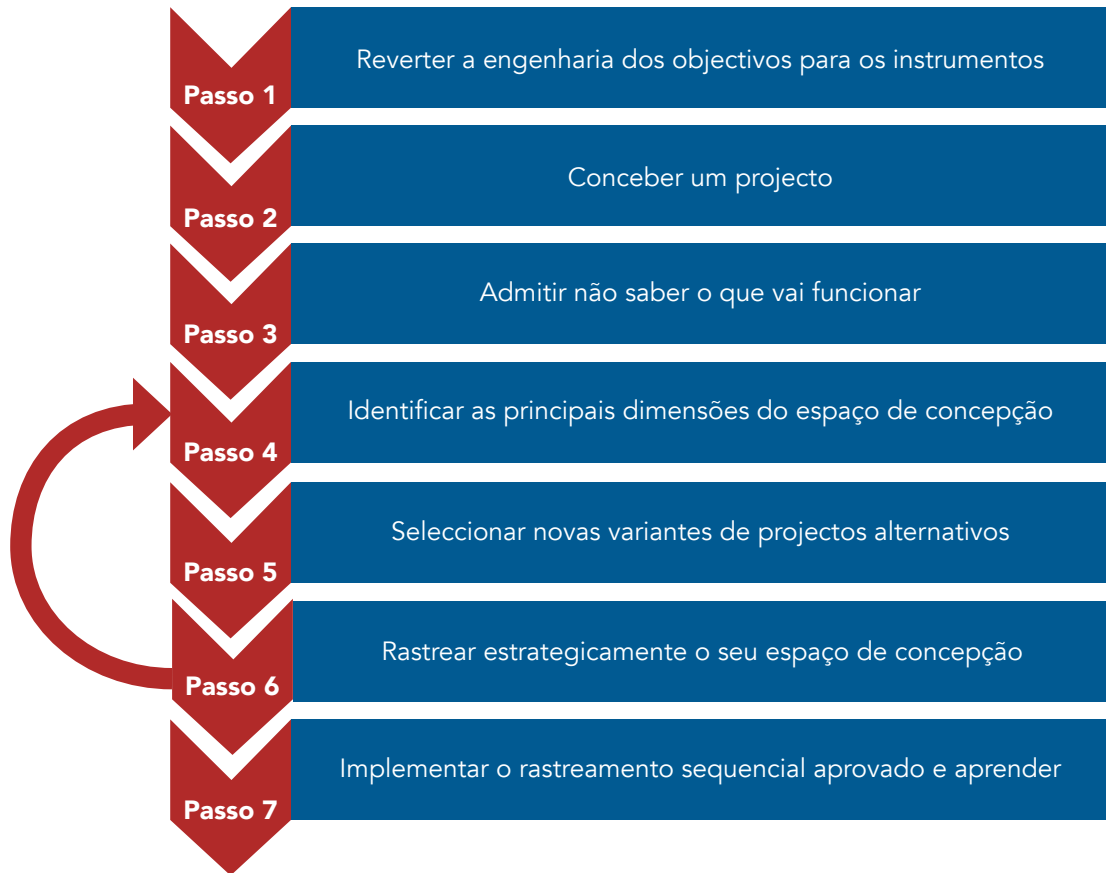 Passo 1
Reverter a engenharia dos objectivos para os instrumentos
Passo 2
Conceber um projecto
Passo 3
Admitir não saber o que vai funcionar
Passo 4
Identificar as principais dimensões do espaço de concepção
Passo 5
Seleccionar novas variantes de projectos alternativos
Passo 6
Rastrear estrategicamente o seu espaço de concepção
Passo 7
Implementar o rastreamento sequencial aprovado e aprender